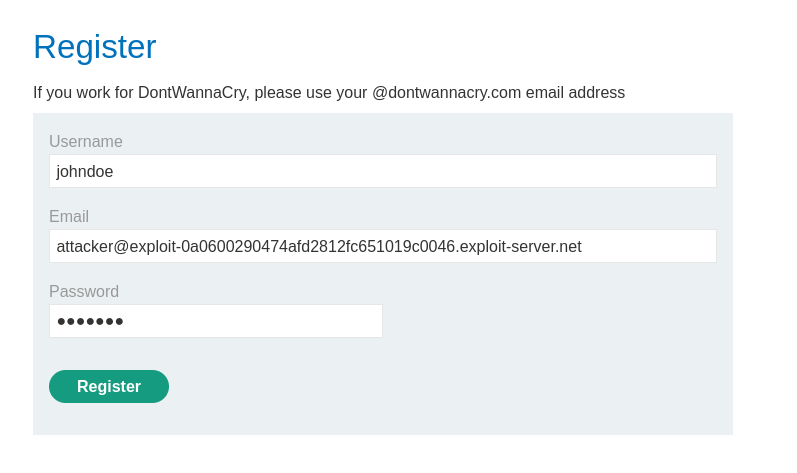 Register
If you work for DontWannaCry, please use your @dontwannacry.com email address
Username
johndoe
Email
attacker@exploit-0a0600290474afd2812fc651019c0046.exploit-server.net
Password
●●●●●●●
Register